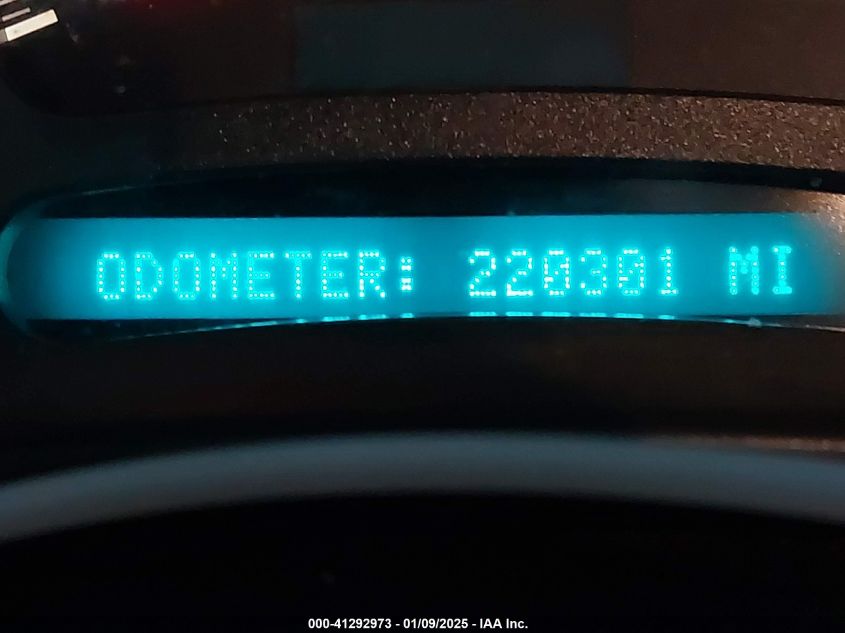 ODOMETER: 220301 MI
000-41292973 - 01/09/2025 - IAA Inc.